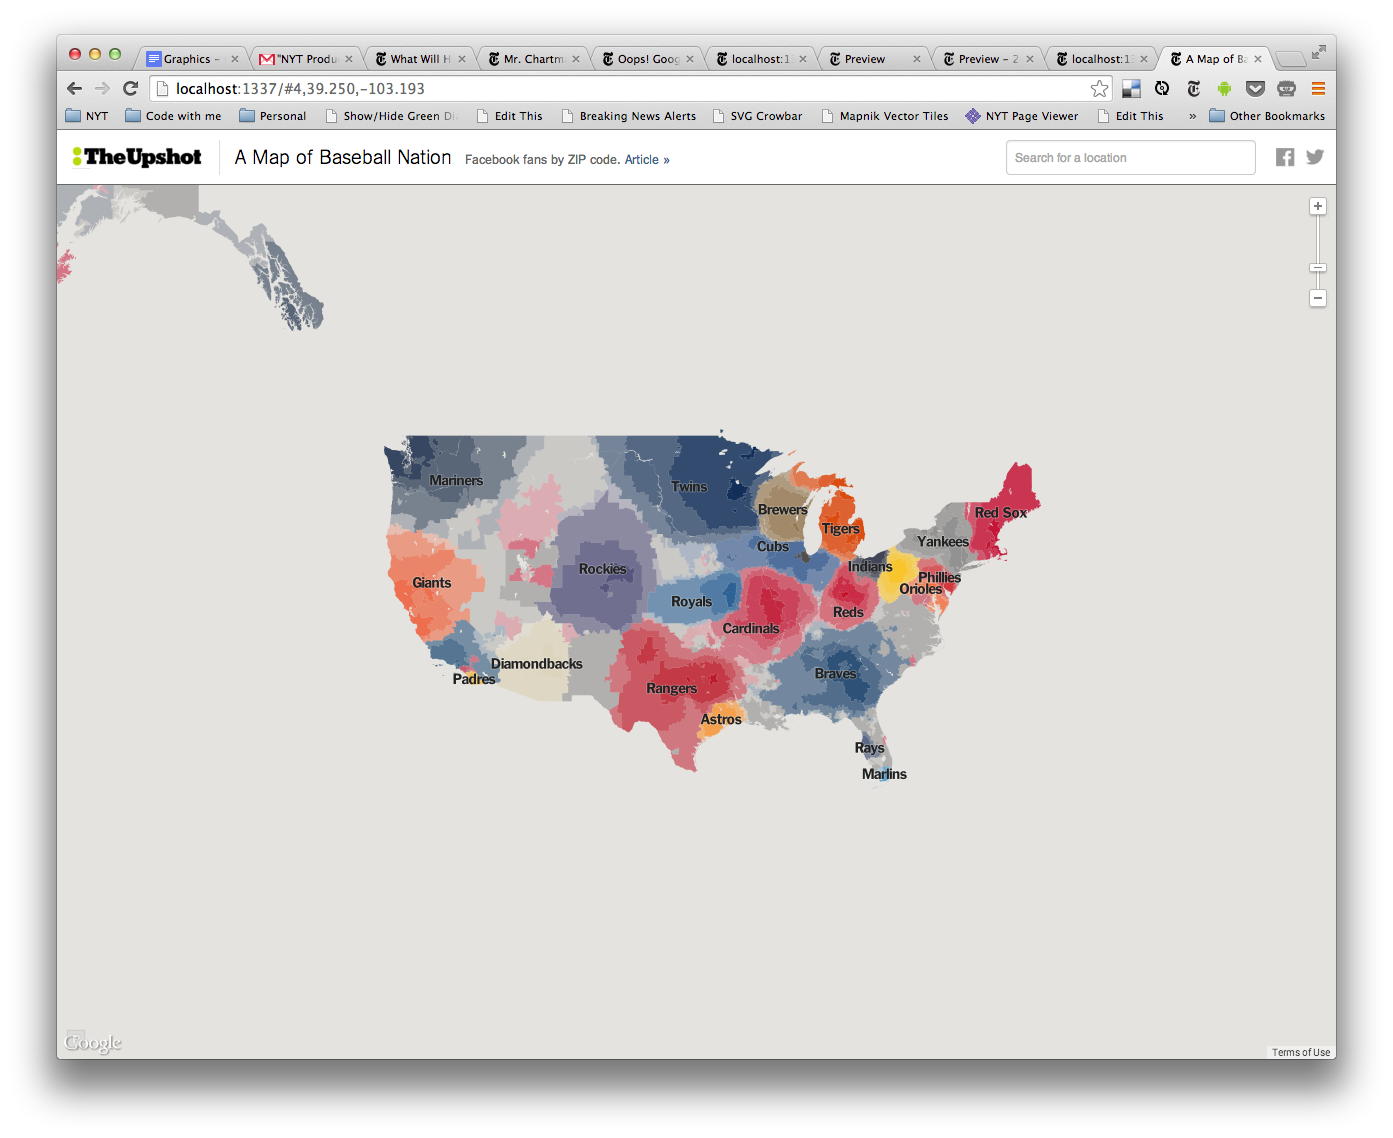 Graphics –
"NYT Produ
What Will H
Mr. Chartm
Oops! Goog
localhost:13
Preview
Preview – 2
localhost:13
A Map of Ba
localhost:1337/#4,39.250,-103.193
NYT
Code with me
Personal
Show/Hide Green Di
Edit This
Breaking News Alerts
SVG Crowbar
Mapnik Vector Tiles
NYT Page Viewer
Edit This
»
Other Bookmarks
TheUpshot
A Map of Baseball Nation
Facebook fans by ZIP code. Article »
Search for a location
Mariners
Twins
Brewers
Red Sox
Tigers
Yankees
Cubs
Indians
Rockies
Phillies
Giants
Orioles
Royals
Reds
Cardinals
Diamondbacks
Braves
Padres
Rangers
Astros
Rays
Marlins
Google
Terms of Use